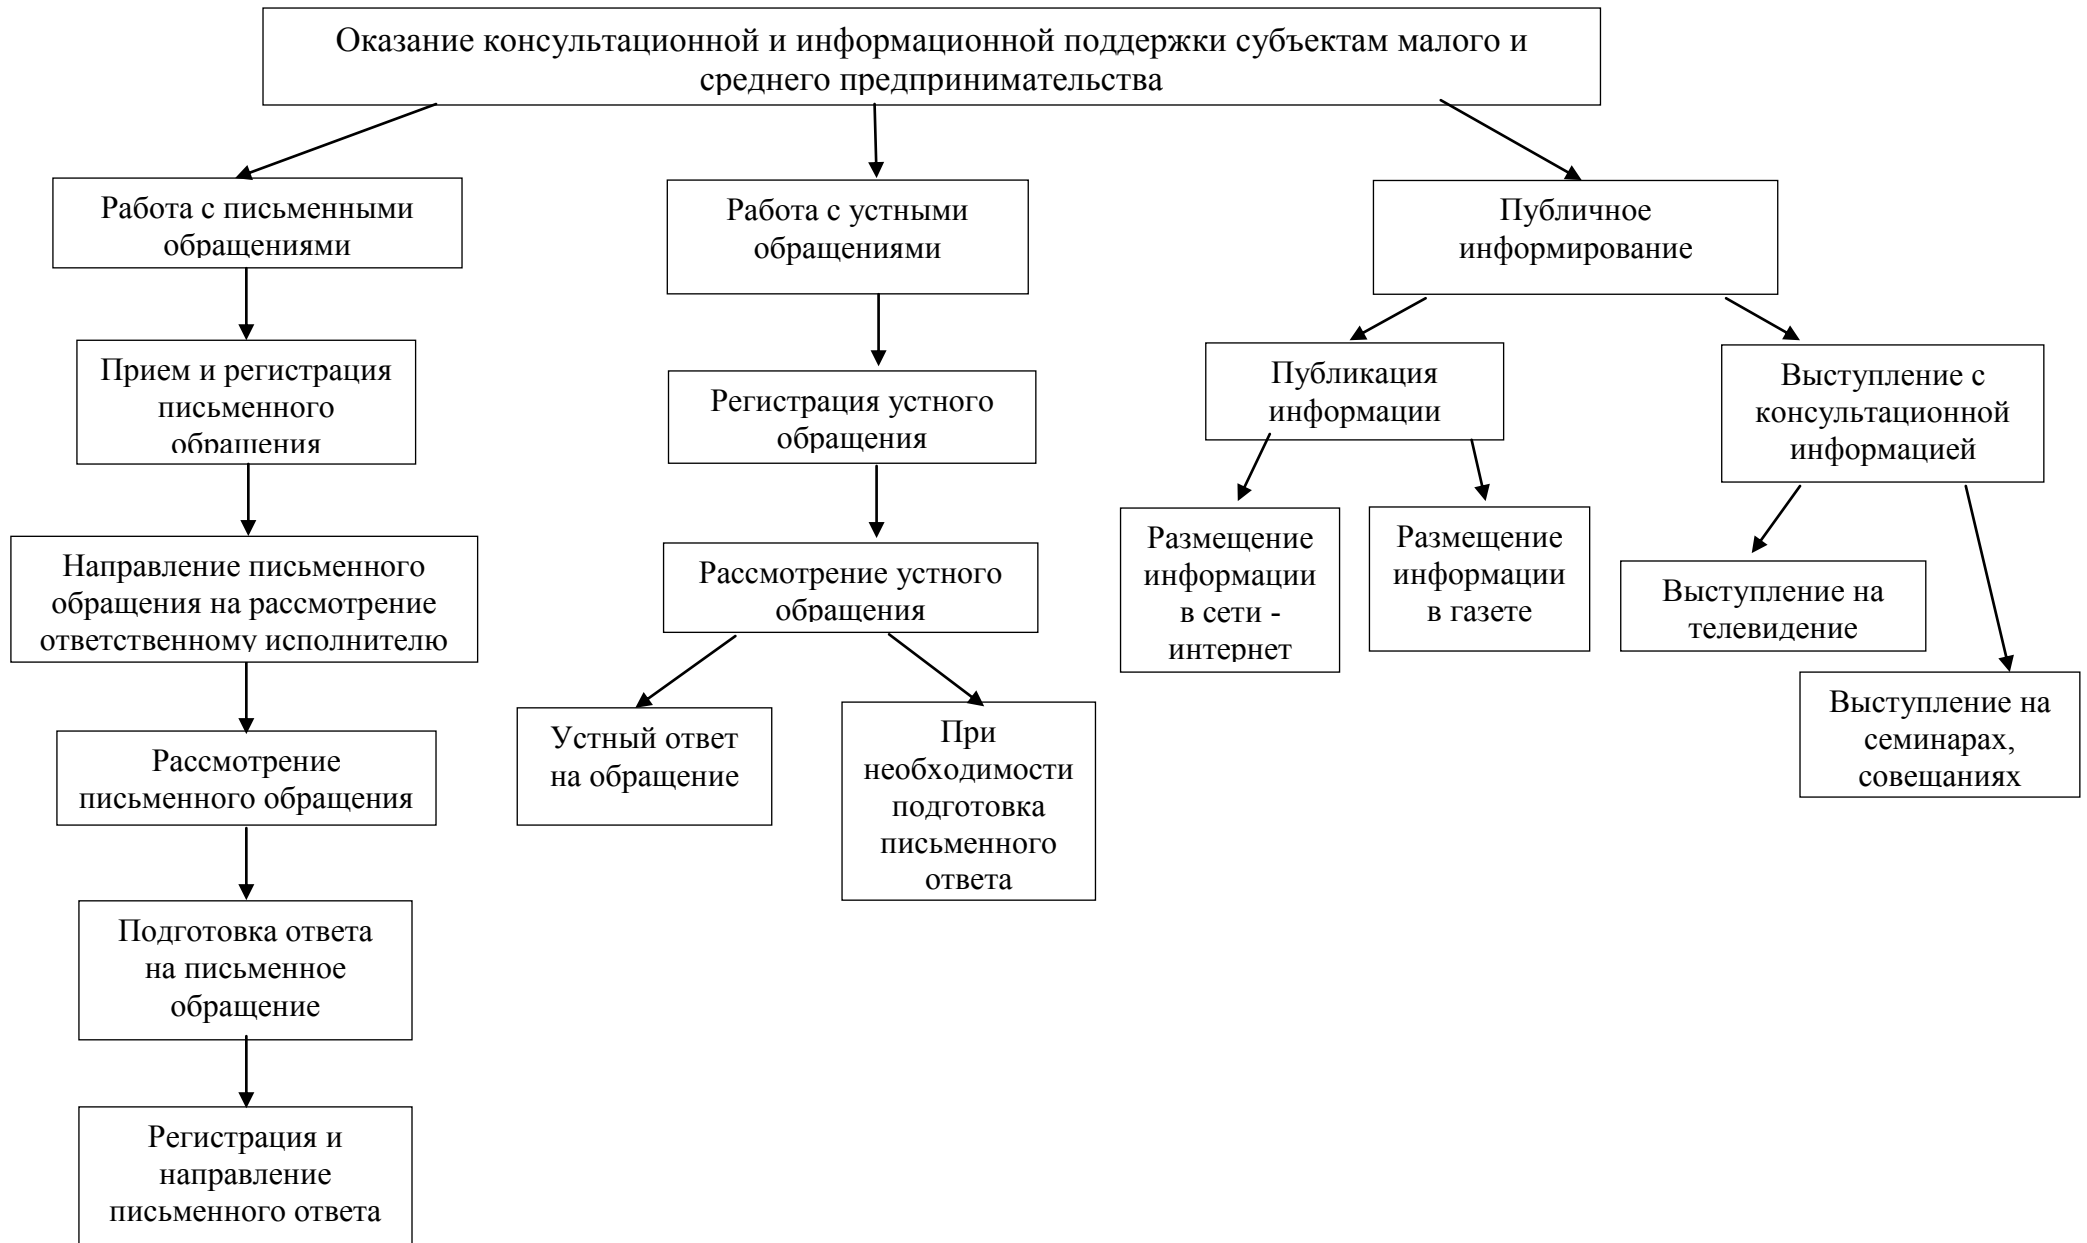 Оказание консультационной и информационной поддержки субъектам малого и
среднего предпринимательства
Работа с письменными
обращениями
Прием и регистрация
письменного
обращения
Направление письменного
обращения на рассмотрение
ответственному исполнителю
Рассмотрение
письменного обращения
Подготовка ответа
на письменное
обращение
Регистрация и
направление
письменного ответа
Работа с устными
обращениями
Регистрация устного
обращения
Рассмотрение устного
обращения
Устный ответ
на обращение
При
необходимости
подготовка
письменного
ответа
Публичное
информирование
Публикация
информации
Размещение
информации
в сети -
интернет
Размещение
информации
в газете
Выступление с
консультационной
информацией
Выступление на
телевидение
Выступление на
семинарах,
совещаниях